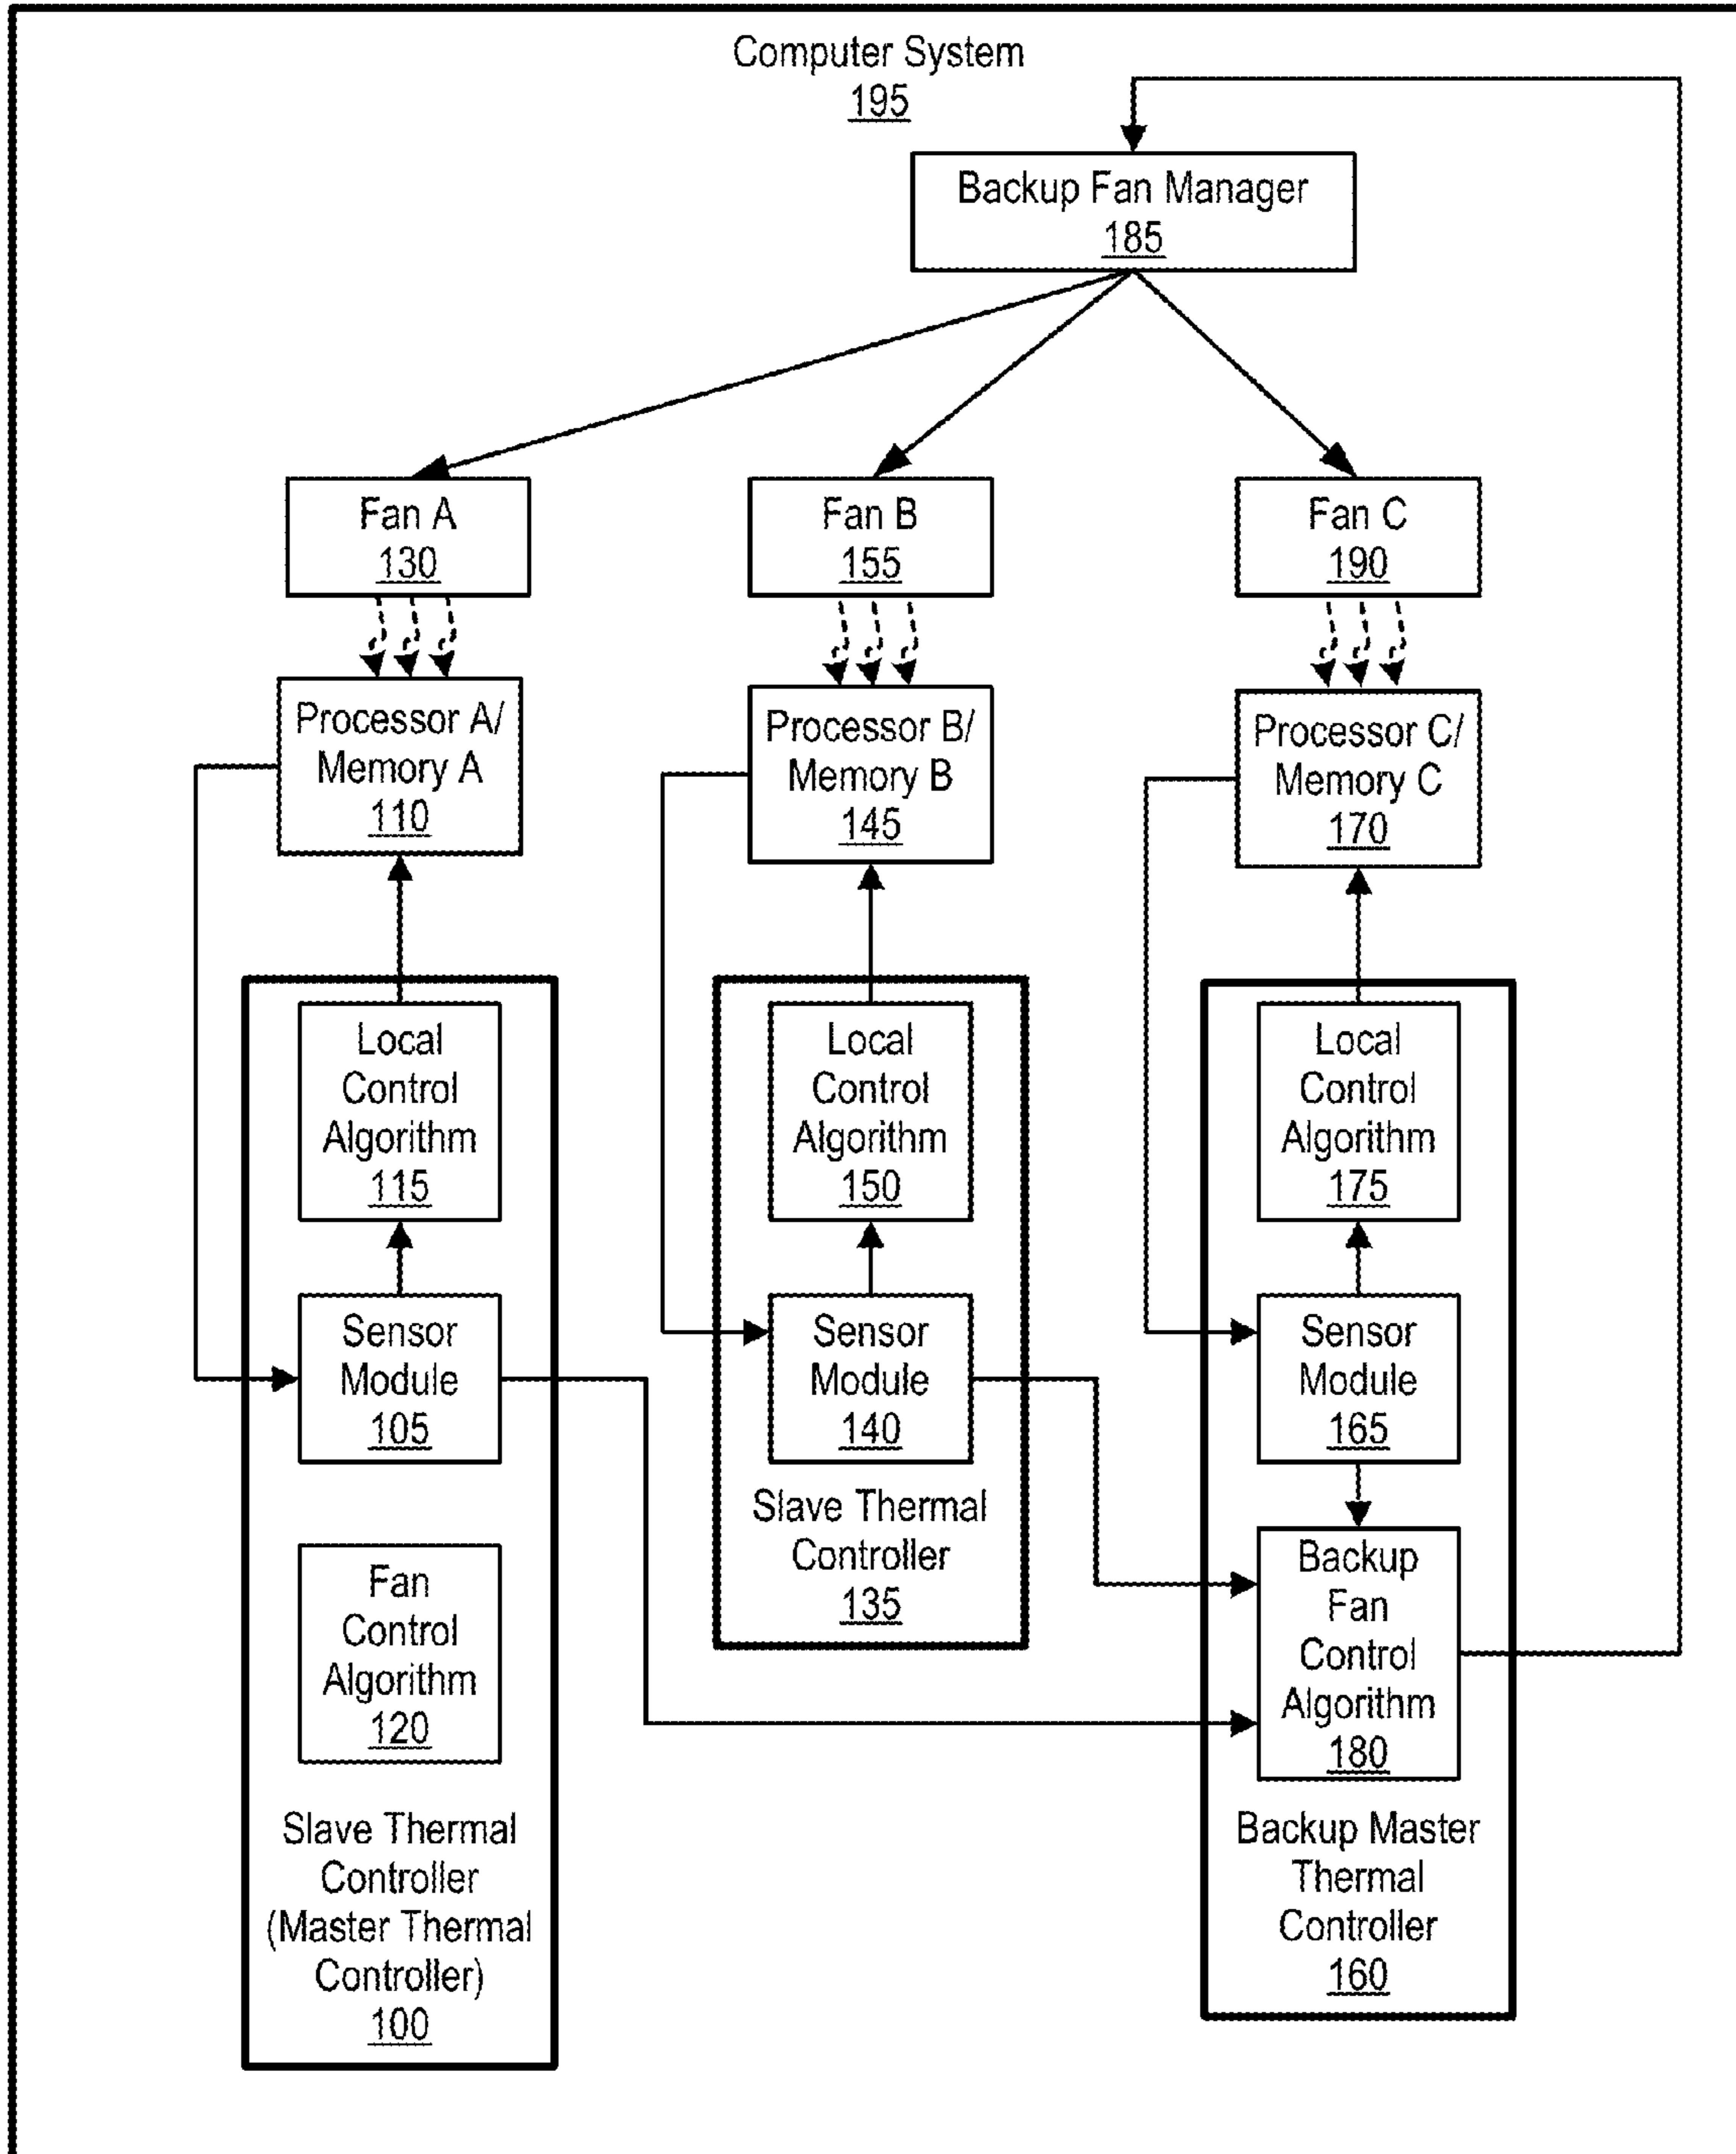 Computer System
195
Backup Fan Manager
185
Fan A
130
Fan B
155
Fan C
190
Processor A/
Memory A
110
Processor B/
Memory B
145
Processor C/
Memory C
170
Local
Control
Algorithm
115
Local
Control
Algorithm
150
Local
Control
Algorithm
175
Sensor
Module
105
Sensor
Module
140
Sensor
Module
165
Slave Thermal
Controller
135
Fan
Control
Algorithm
120
Backup
Fan
Control
Algorithm
180
Slave Thermal
Controller
(Master Thermal
Controller)
100
Backup Master
Thermal
Controller
160